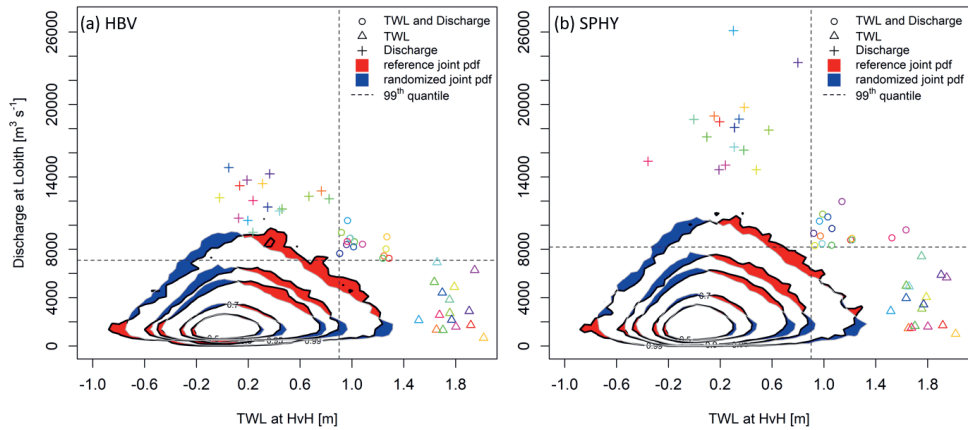 (a) HBV
TWL and Discharge
TWL
Discharge
reference joint pdf
randomized joint pdf
99th quantile
Discharge at Lobith [m³ s⁻¹]
26000
22000
18000
14000
8000
4000
0
0.7
0.99
-1.0
-0.6
-0.2
0.2
0.6
1.0
1.4
1.8
TWL at HvH [m]
(b) SPHY
TWL and Discharge
TWL
Discharge
reference joint pdf
randomized joint pdf
99th quantile
26000
22000
18000
14000
8000
4000
0
0.7
0.99
-1.0
-0.6
-0.2
0.2
0.6
1.0
1.4
1.8
TWL at HvH [m]